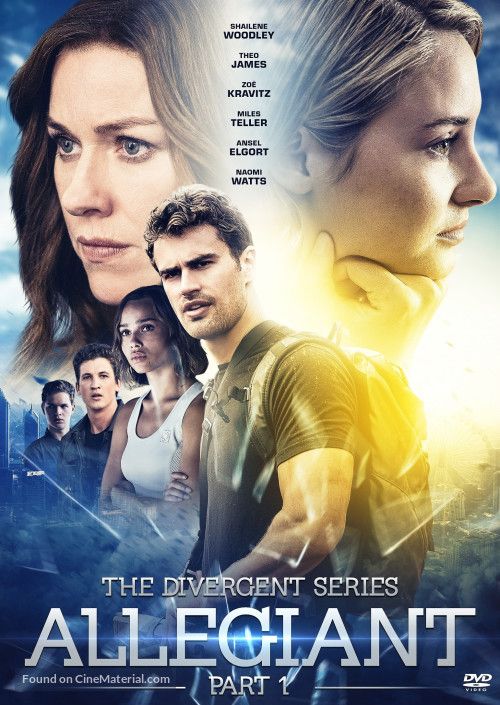 SHAILENE
WOODLEY
THEO
JAMES
ZOË
KRAVITZ
MILES
TELLER
ANSEL
ELGORT
NAOMI
WATTS
THE DIVERGENT SERIES
ALLEGIANT
PART 1
DVD
VIDEO
Found on CineMaterial.com